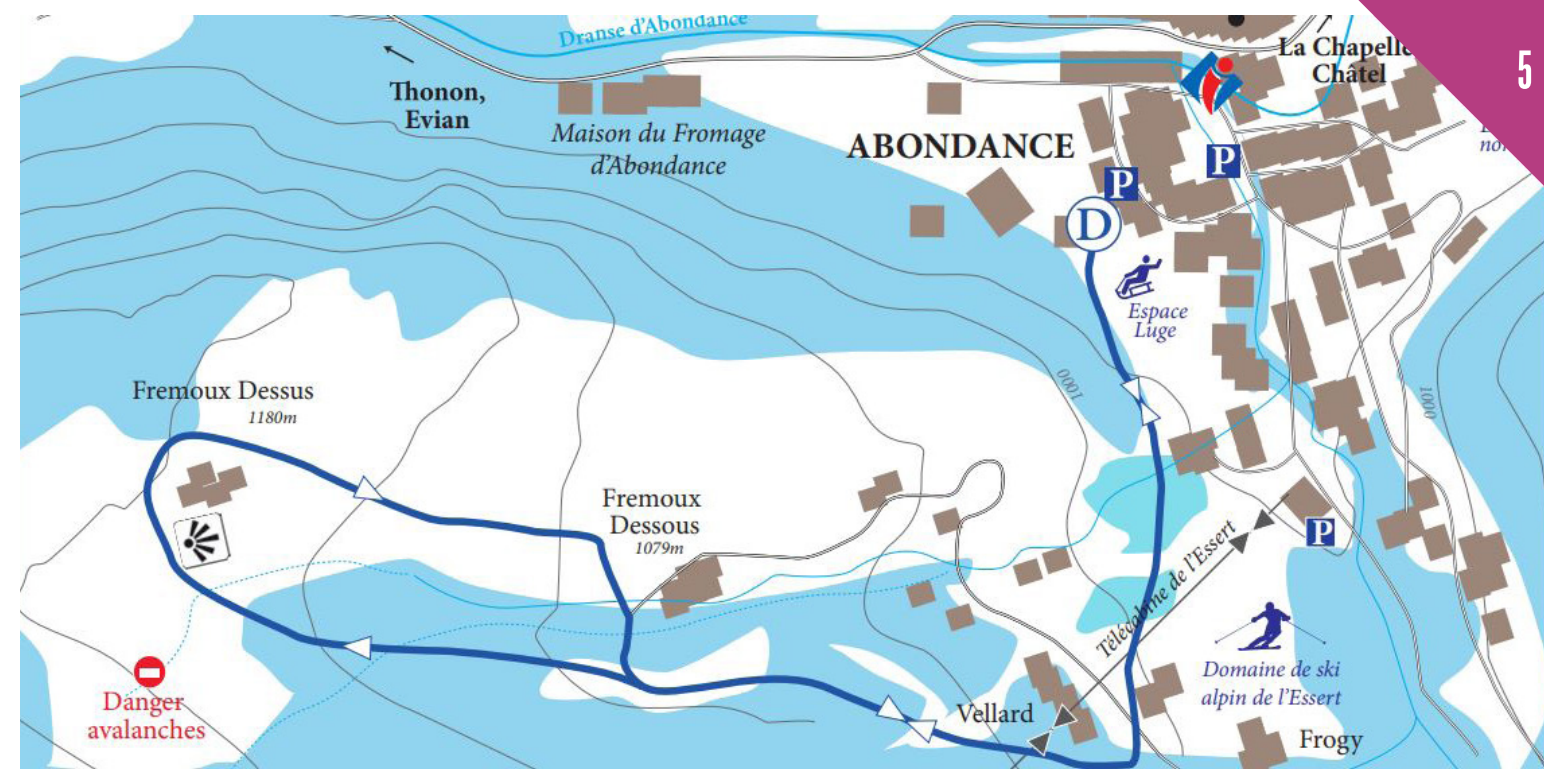 Dranse d'Abondance
La Chapelle
Châtel
5
Thonon,
Evian
Maison du Fromage
d'Abondance
ABONDANCE
P
P
D
Espace
Luge
1000
1000
Fremoux Dessus
1180m
Fremoux
Dessous
1079m
P
Télécabine de l'Essert
Domaine de ski
alpin de l'Essert
Danger
avalanches
Vellard
Frogy